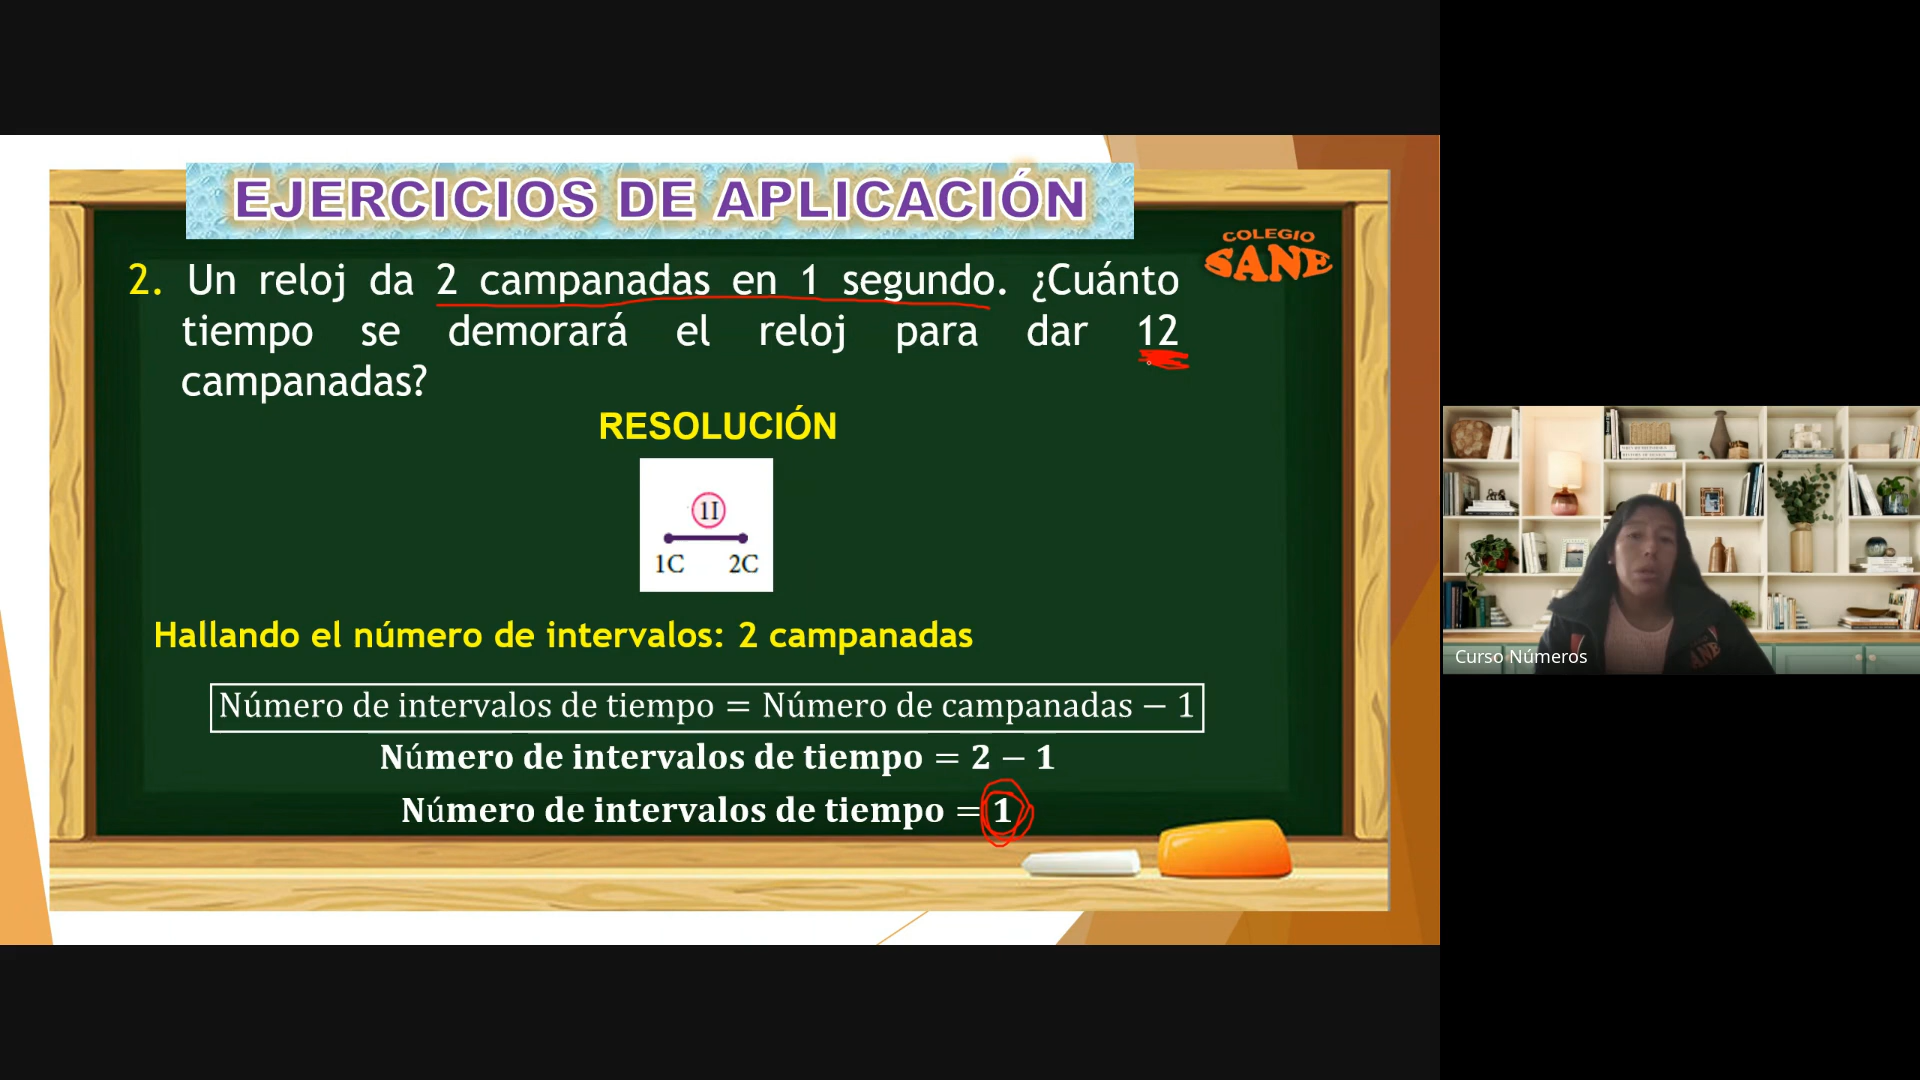 EJERCICIOS DE APLICACIÓN
COLEGIO
SANE
2. Un reloj da 2 campanadas en 1 segundo. ¿Cuánto
tiempo se demorará el reloj para dar 12
campanadas?
RESOLUCIÓN
1I
1C 2C
Hallando el número de intervalos: 2 campanadas
Número de intervalos de tiempo = Número de campanadas − 1
Número de intervalos de tiempo = 2 − 1
Número de intervalos de tiempo = 1
Curso Números